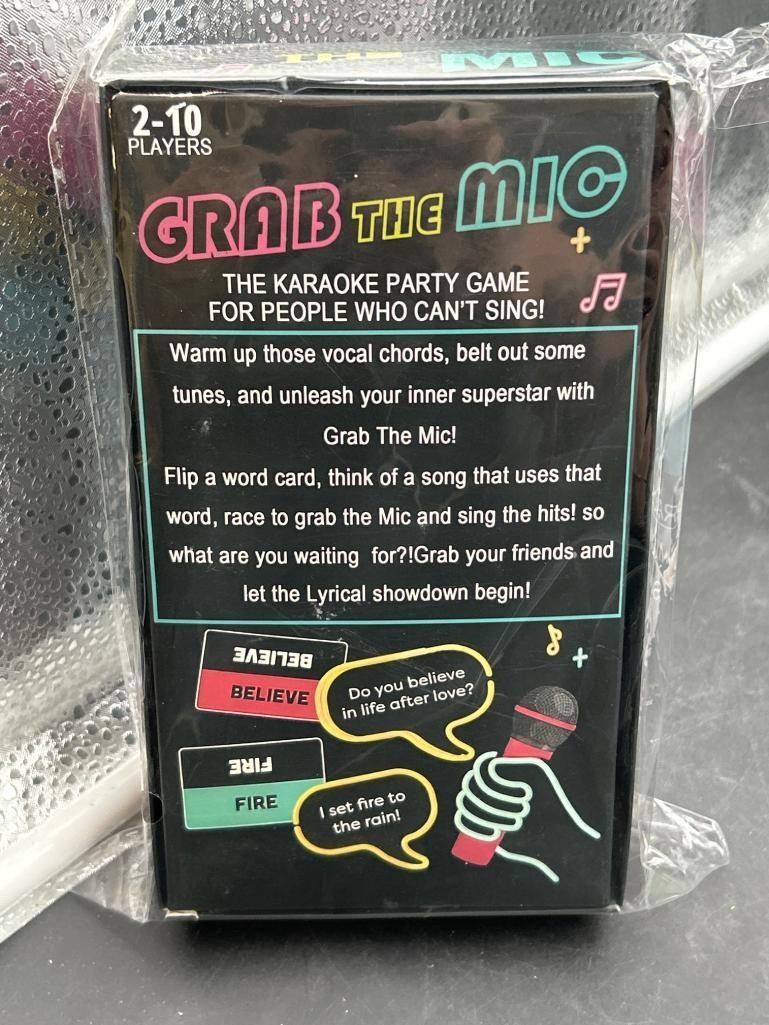 THE MIC
2-10
PLAYERS
GRAB THE MIC
THE KARAOKE PARTY GAME
FOR PEOPLE WHO CAN'T SING!
Warm up those vocal chords, belt out some
tunes, and unleash your inner superstar with
Grab The Mic!
Flip a word card, think of a song that uses that
word, race to grab the Mic and sing the hits! so
what are you waiting for?!Grab your friends and
let the Lyrical showdown begin!
BELIEVE
BELIEVE
Do you believe
in life after love?
FIRE
FIRE
I set fire to
the rain!